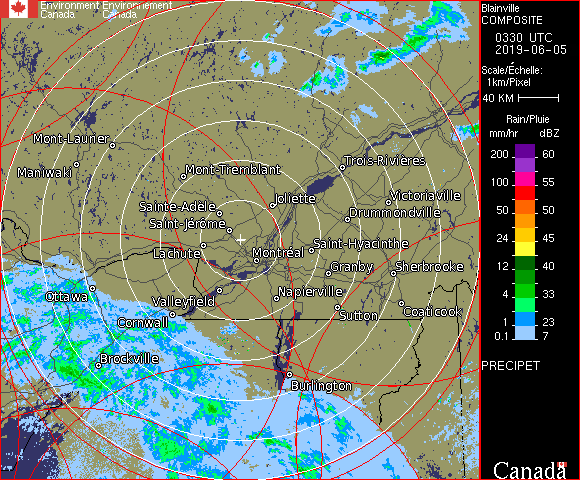 Environment Environnement
Canada Canada
Blainville
COMPOSITE
0330 UTC
2019-06-05
Scale/Échelle:
1km/Pixel
40 KM
Rain/Pluie
mm/hr dBZ
200 60
100 55
50 50
24 45
12 40
4 33
1 23
0.1 7
PRECIPET
Canada
Mont-Laurier
Maniwaki
Mont-Tremblant
Trois-Rivières
Sainte-Adèle
Joliette
Victoriaville
Saint-Jérôme
Drummondville
Lachute
Montréal
Saint-Hyacinthe
Granby
Sherbrooke
Ottawa
Valleyfield
Napierville
Cornwall
Sutton
Coaticook
Brockville
Burlington